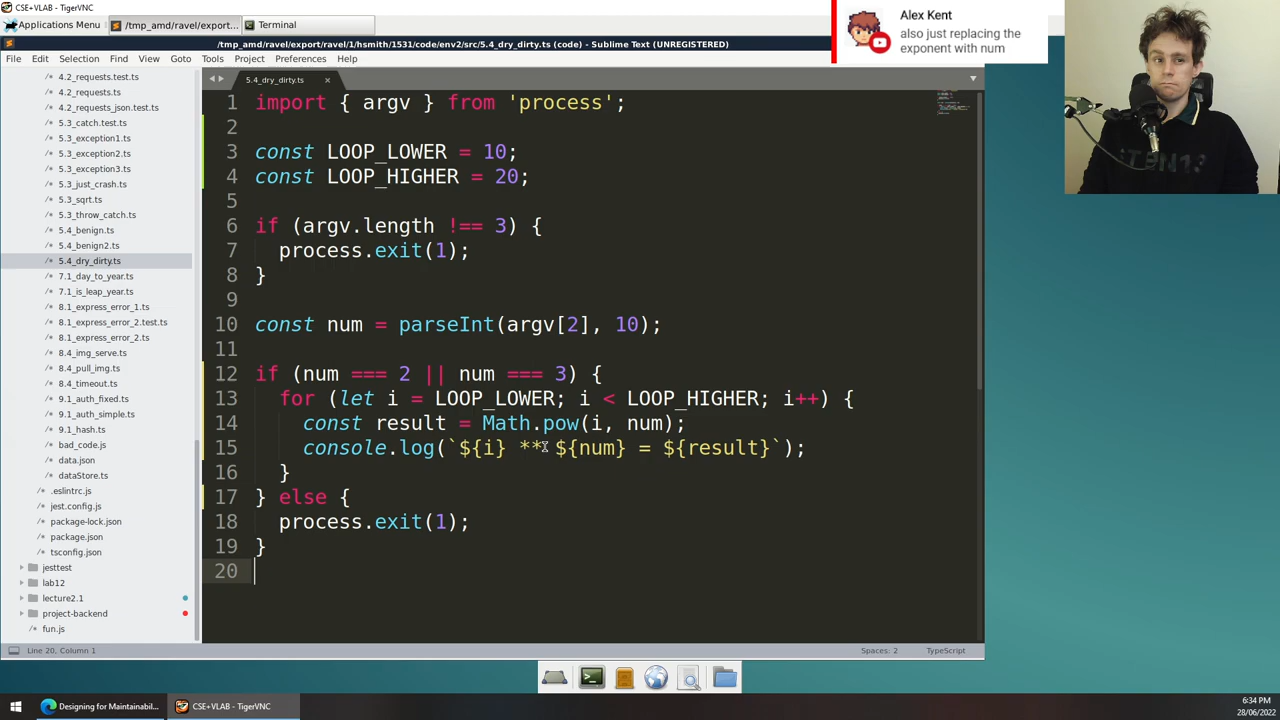 CSE+VLAB - TigerVNC
Applications Menu
/tmp_amd/ravel/export...
Terminal
/tmp_amd/ravel/export/ravel/1/hsmith/1531/code/env2/src/5.4_dry_dirty.ts (code) - Sublime Text (UNREGISTERED)
File Edit Selection Find View Goto Tools Project Preferences Help
Alex Kent
also just replacing the
exponent with num
4.2_requests.test.ts
4.2_requests.ts
4.2_requests_json.test.ts
5.3_catch.test.ts
5.3_exception1.ts
5.3_exception2.ts
5.3_exception3.ts
5.3_just_crash.ts
5.3_sqrt.ts
5.3_throw_catch.ts
5.4_benign.ts
5.4_benign2.ts
5.4_dry_dirty.ts
7.1_day_to_year.ts
7.1_is_leap_year.ts
8.1_express_error_1.ts
8.1_express_error_2.test.ts
8.1_express_error_2.ts
8.4_img_serve.ts
8.4_pull_img.ts
8.4_timeout.ts
9.1_auth_fixed.ts
9.1_auth_simple.ts
bad_code.js
data.json
dataStore.ts
.eslintrc.js
jest.config.js
package-lock.json
package.json
tsconfig.json
jesttest
lab12
lecture2.1
project-backend
fun.js
5.4_dry_dirty.ts
1 import { argv } from 'process';
2
3 const LOOP_LOWER = 10;
4 const LOOP_HIGHER = 20;
5
6 if (argv.length !== 3) {
7 process.exit(1);
8 }
9
10 const num = parseInt(argv[2], 10);
11
12 if (num === 2 || num === 3) {
13 for (let i = LOOP_LOWER; i < LOOP_HIGHER; i++) {
14 const result = Math.pow(i, num);
15 console.log(`${i} ** ${num} = ${result}`);
16 }
17 } else {
18 process.exit(1);
19 }
20
Line 20, Column 1
Spaces: 2
TypeScript
Designing for Maintainabil...
CSE+VLAB - TigerVNC
6:34 PM
28/06/2022